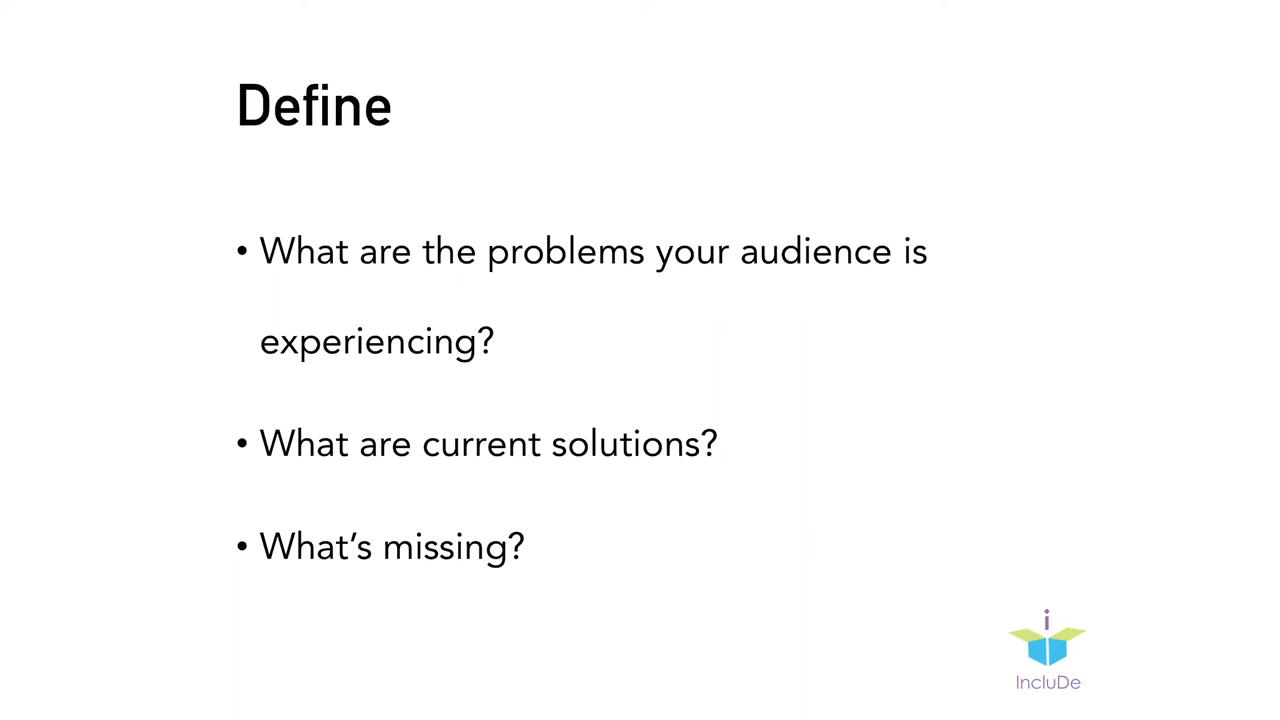 Define
• What are the problems your audience is
experiencing?
• What are current solutions?
• What’s missing?
i
IncluDe